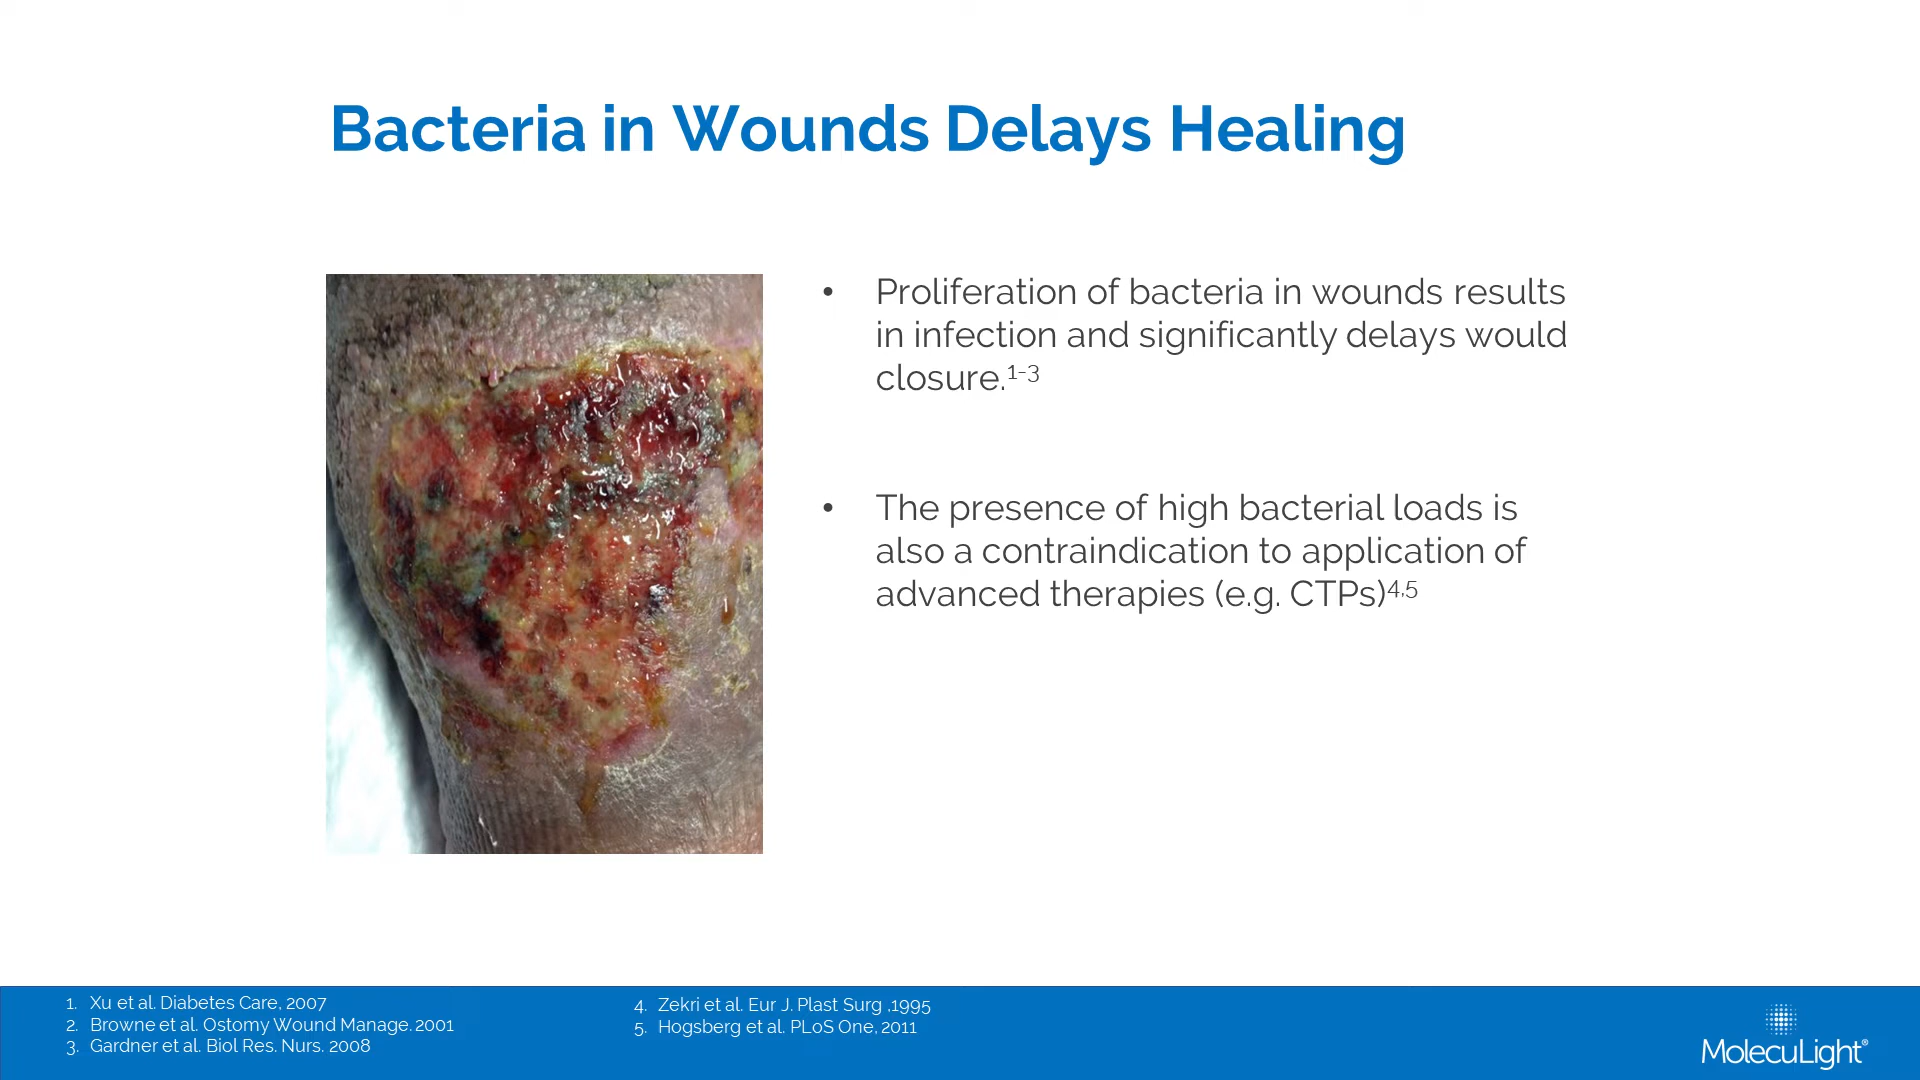 Bacteria in Wounds Delays Healing
• Proliferation of bacteria in wounds results
in infection and significantly delays would
closure.1-3
• The presence of high bacterial loads is
also a contraindication to application of
advanced therapies (e.g. CTPs)4,5
1. Xu et al. Diabetes Care, 2007
2. Browne et al. Ostomy Wound Manage. 2001
3. Gardner et al. Biol Res. Nurs. 2008
4. Zekri et al. Eur J. Plast Surg ,1995
5. Hogsberg et al. PLoS One, 2011
MolecuLight®